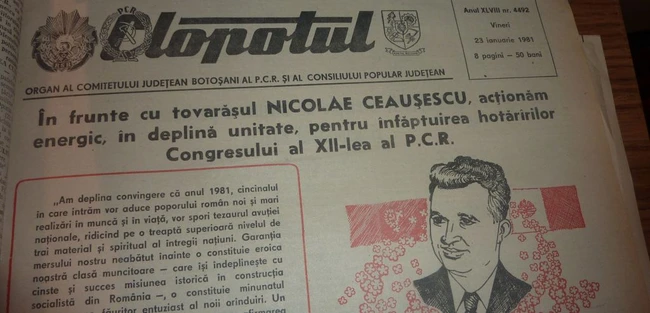 PCR
Clopotul
ORGAN AL COMITETULUI JUDEȚEAN BOTOȘANI AL P.C.R. ȘI AL CONSILIULUI POPULAR JUDEȚEAN
Anul XLVIII nr. 4492
Vineri
23 ianuarie 1981
8 pagini — 50 bani
În frunte cu tovarășul NICOLAE CEAUȘESCU, acționăm
energic, în deplină unitate, pentru înfăptuirea hotărîrilor
Congresului al XII-lea al P.C.R.
„Am deplina convingere că anul 1981, cincinalul
în care intrăm vor aduce poporului român noi și mari
realizări în muncă și în viață, vor spori tezaurul avuției
naționale, ridicînd pe o treaptă superioară nivelul de
trai material și spiritual al întregii națiuni. Garanția
mersului nostru neabătut înainte o constituie eroica
noastră clasă muncitoare — care își îndeplinește cu
cinste și succes misiunea istorică în construcția
socialistă din România —, o constituie minunatul
făuritor entuziast al noii orînduiri. Un